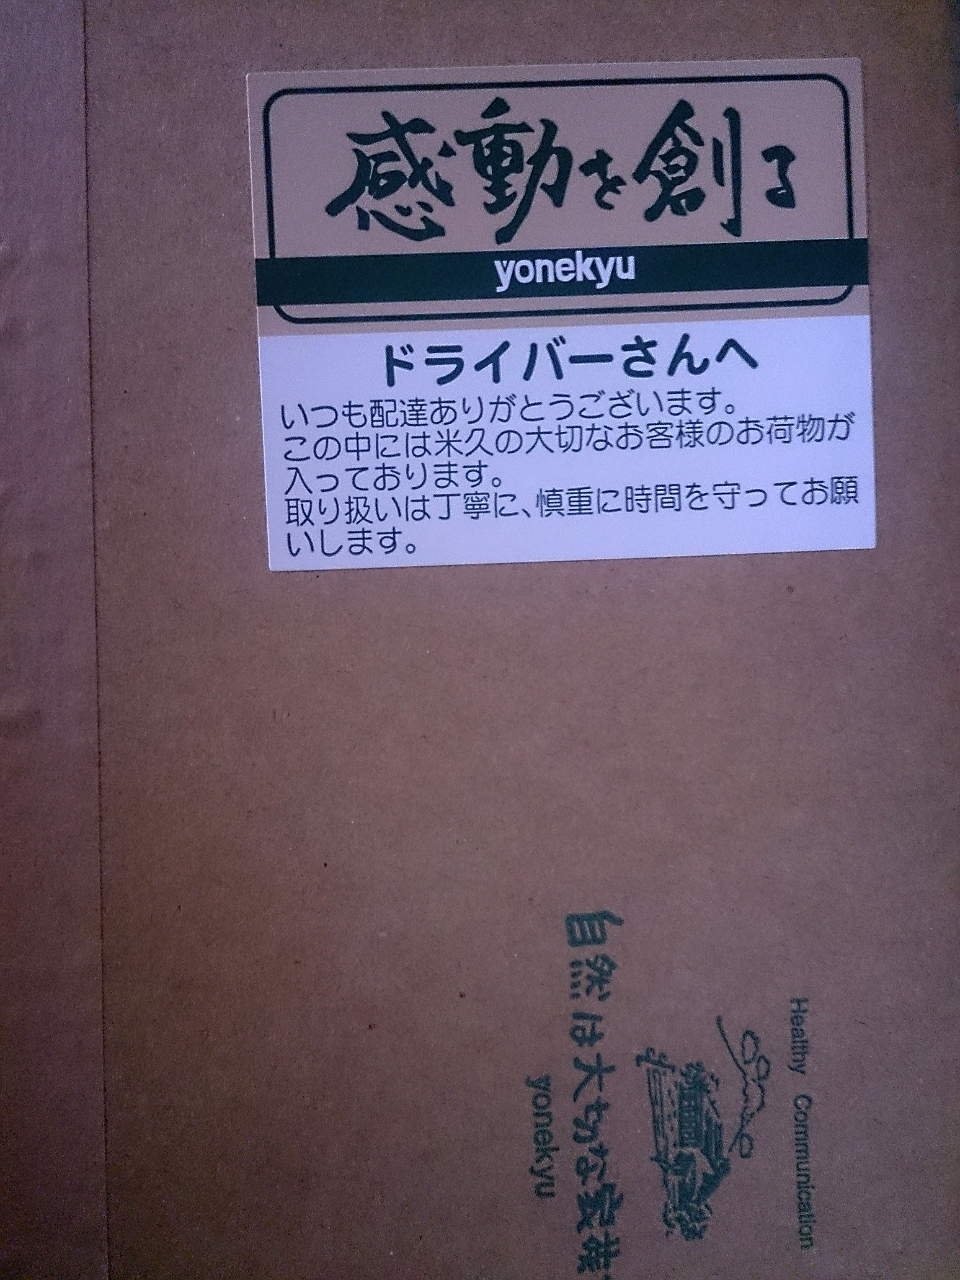 感動を創る
yonekyu
ドライバーさんへ
いつも配達ありがとうございます。
この中には米久の大切なお客様のお荷物が
入っております。
取り扱いは丁寧に、慎重に時間を守ってお願
いします。
Healthy Communication
自然は大切な家族
yonekyu